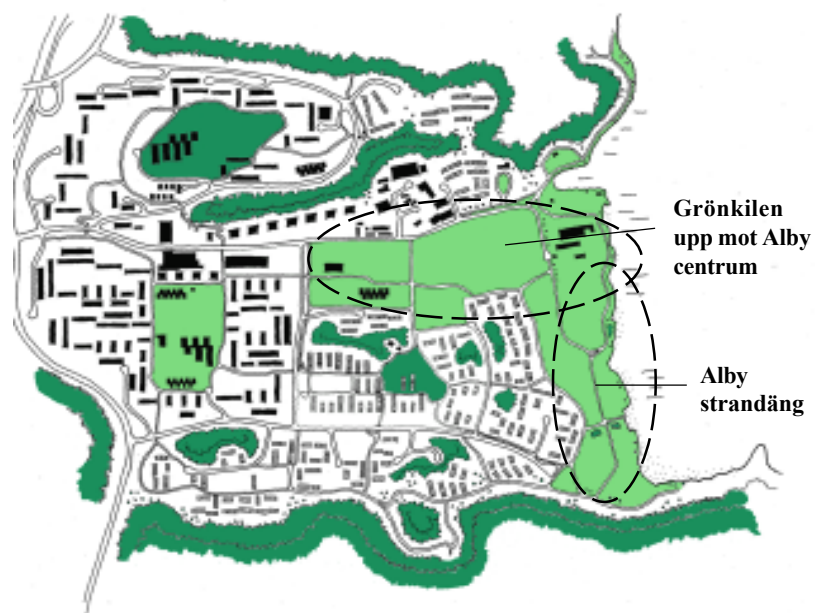 Grönkilen
upp mot Alby
centrum
Alby
strandäng